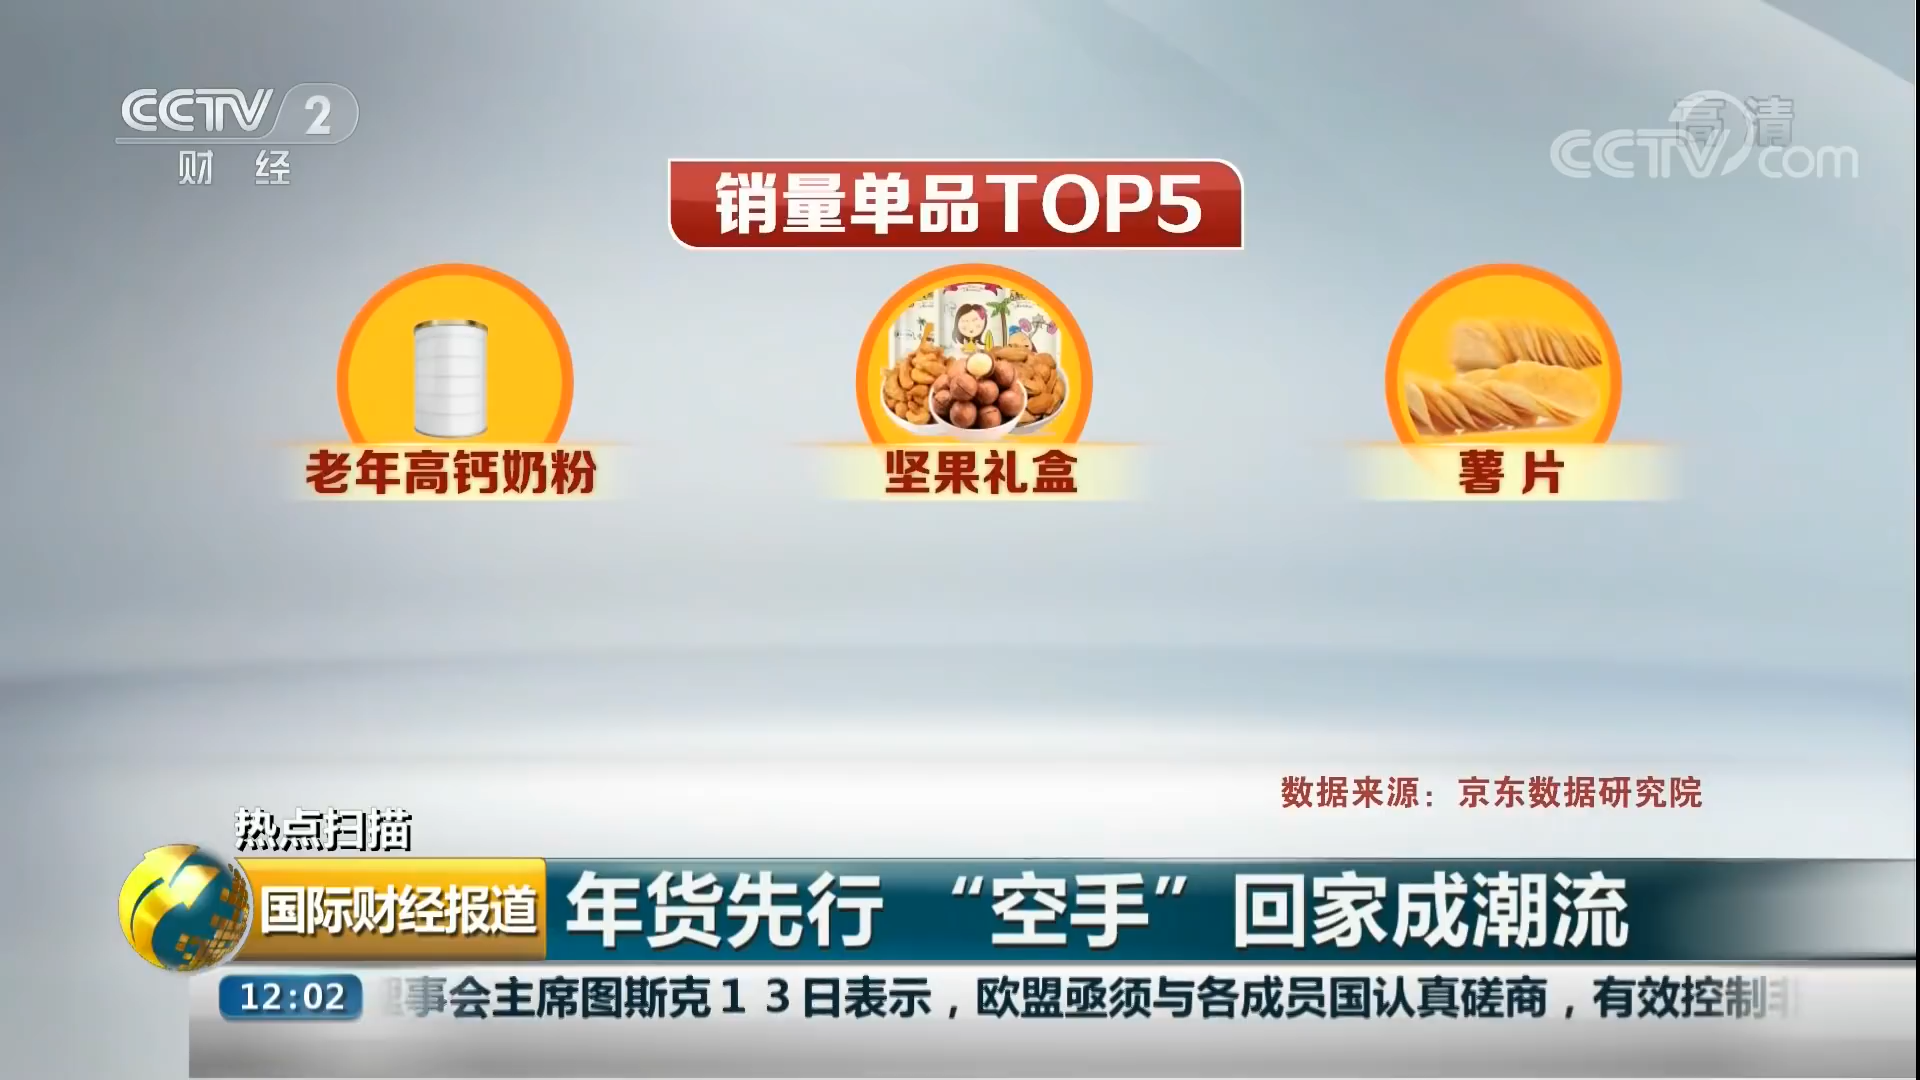 CCTV 2
财 经
高清
CCTV com
销量单品TOP5
老年高钙奶粉
坚果礼盒
薯 片
数据来源：京东数据研究院
热点扫描
国际财经报道
年货先行 “空手”回家成潮流
12:02
事会主席图斯克13日表示，欧盟亟须与各成员国认真磋商，有效控制